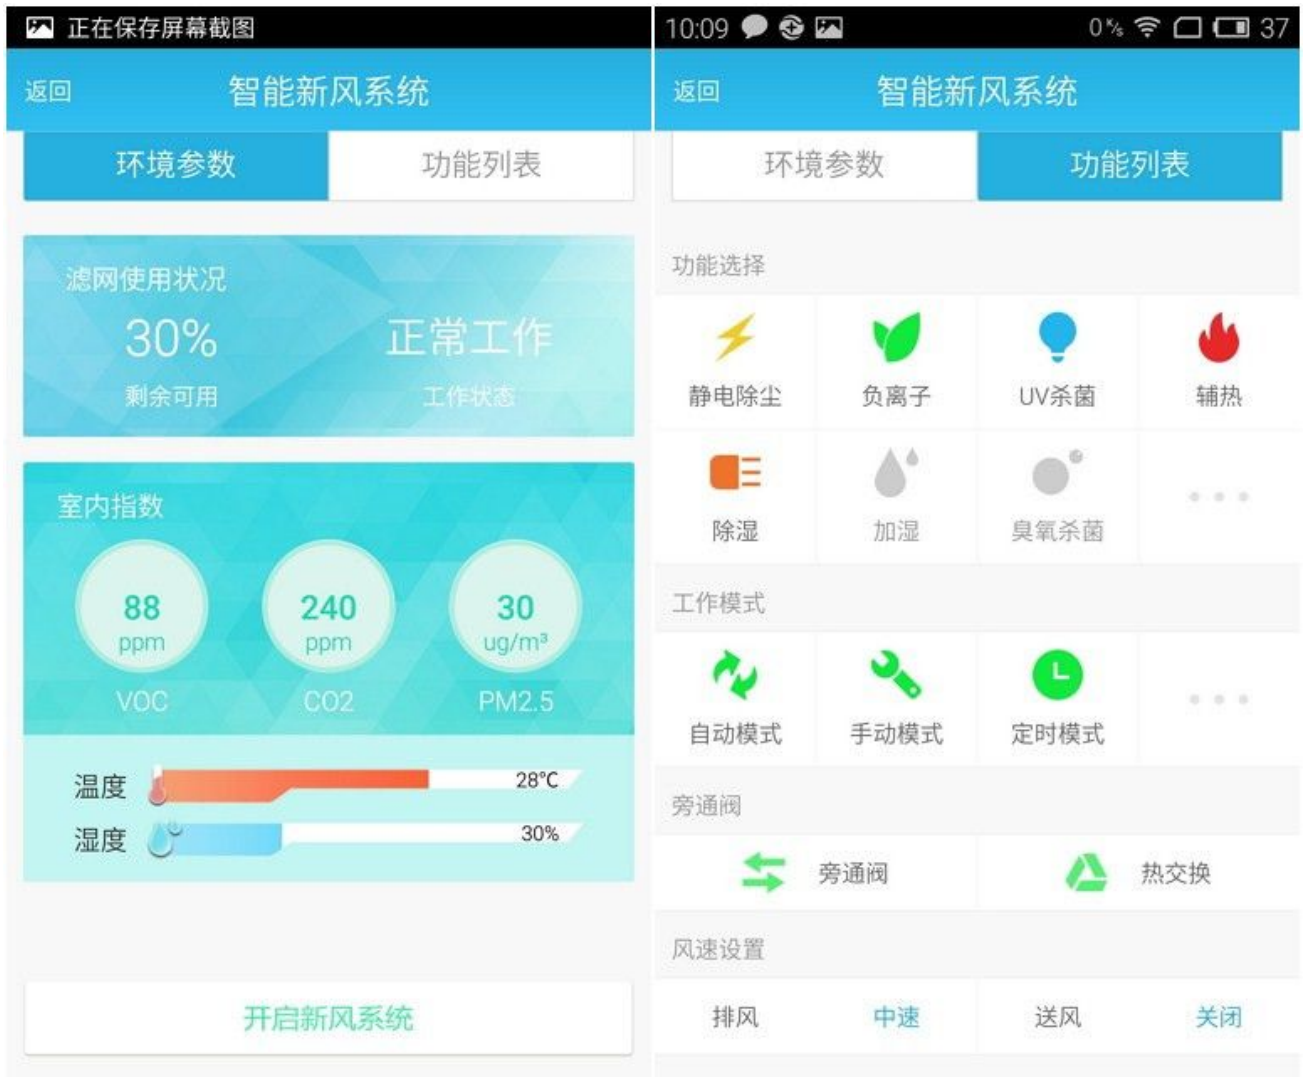 正在保存屏幕截图
返回 智能新风系统
环境参数 功能列表
滤网使用状况
30% 正常工作
剩余可用 工作状态
室内指数
88 240 30
ppm ppm ug/m³
VOC CO2 PM2.5
温度 28℃
湿度 30%
开启新风系统
10:09 0 K/s 37
返回 智能新风系统
环境参数 功能列表
功能选择
静电除尘 负离子 UV杀菌 辅热
除湿 加湿 臭氧杀菌
工作模式
自动模式 手动模式 定时模式
旁通阀
旁通阀 热交换
风速设置
排风 中速 送风 关闭